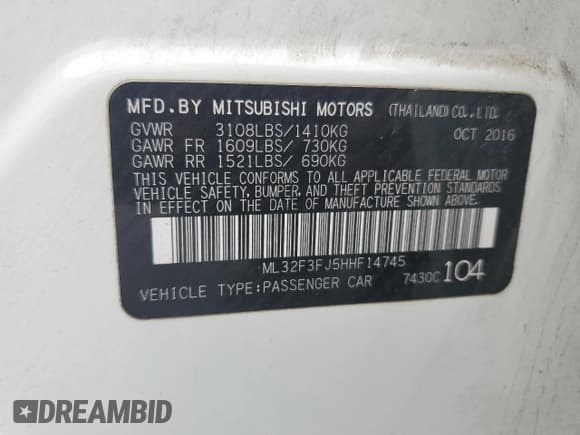 MFD.BY MITSUBISHI MOTORS (THAILAND)CO.,LTD.
GVWR 3108LBS/1410KG OCT 2016
GAWR FR 1609LBS/ 730KG
GAWR RR 1521LBS/ 690KG
THIS VEHICLE CONFORMS TO ALL APPLICABLE FEDERAL MOTOR
VEHICLE SAFETY, BUMPER, AND THEFT PREVENTION STANDARDS
IN EFFECT ON THE DATE OF MANUFACTURE SHOWN ABOVE.
ML32F3FJ5HHF14745
VEHICLE TYPE:PASSENGER CAR 7430C 104
DREAMBID